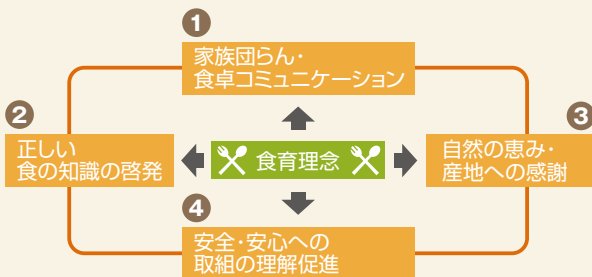 1
家族団らん・
食卓コミュニケーション
2
正しい
食の知識の啓発
食育理念
3
自然の恵み・
産地への感謝
4
安全・安心への
取組の理解促進